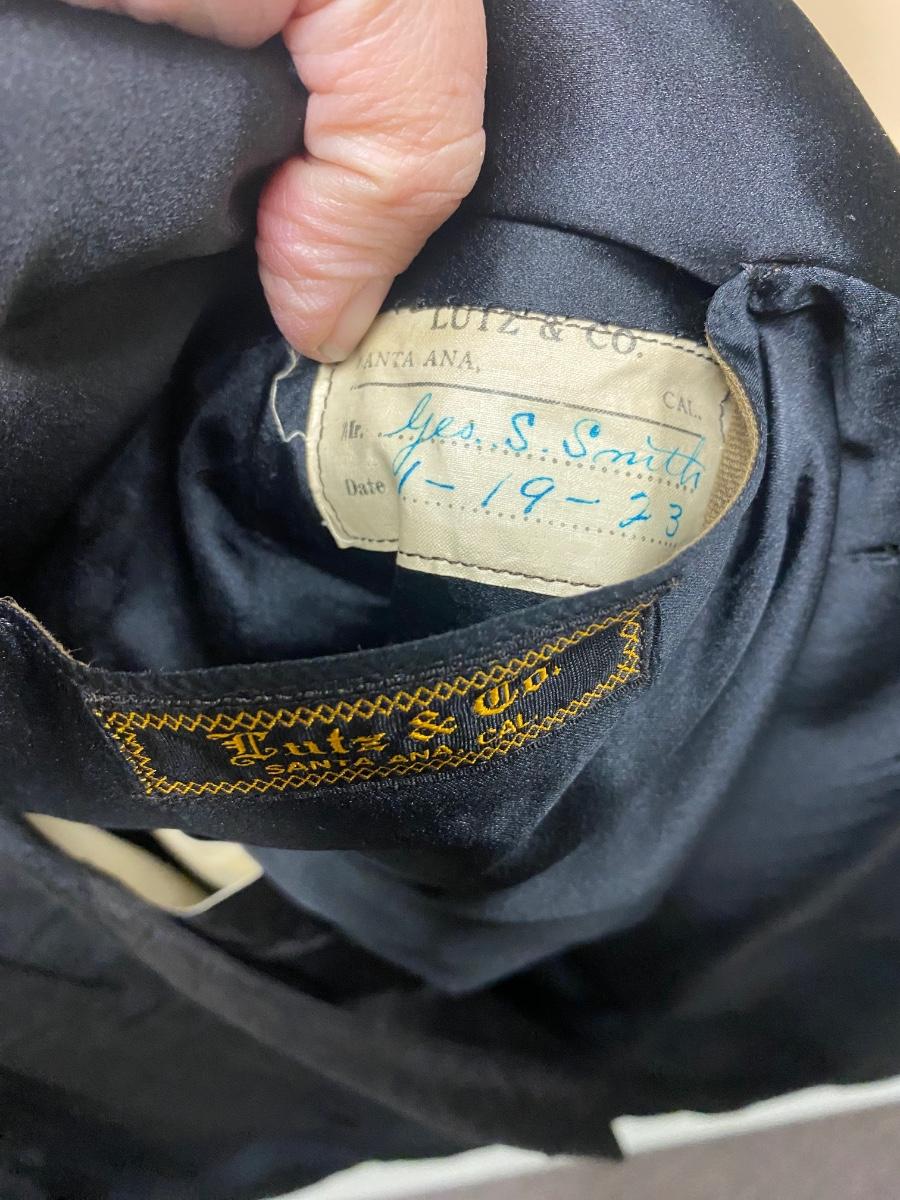 LUTZ & CO.
SANTA ANA,
CAL.
Mr. Geo. S. Smith
Date 1-19-23
Lutz & Co.
SANTA ANA, CAL.